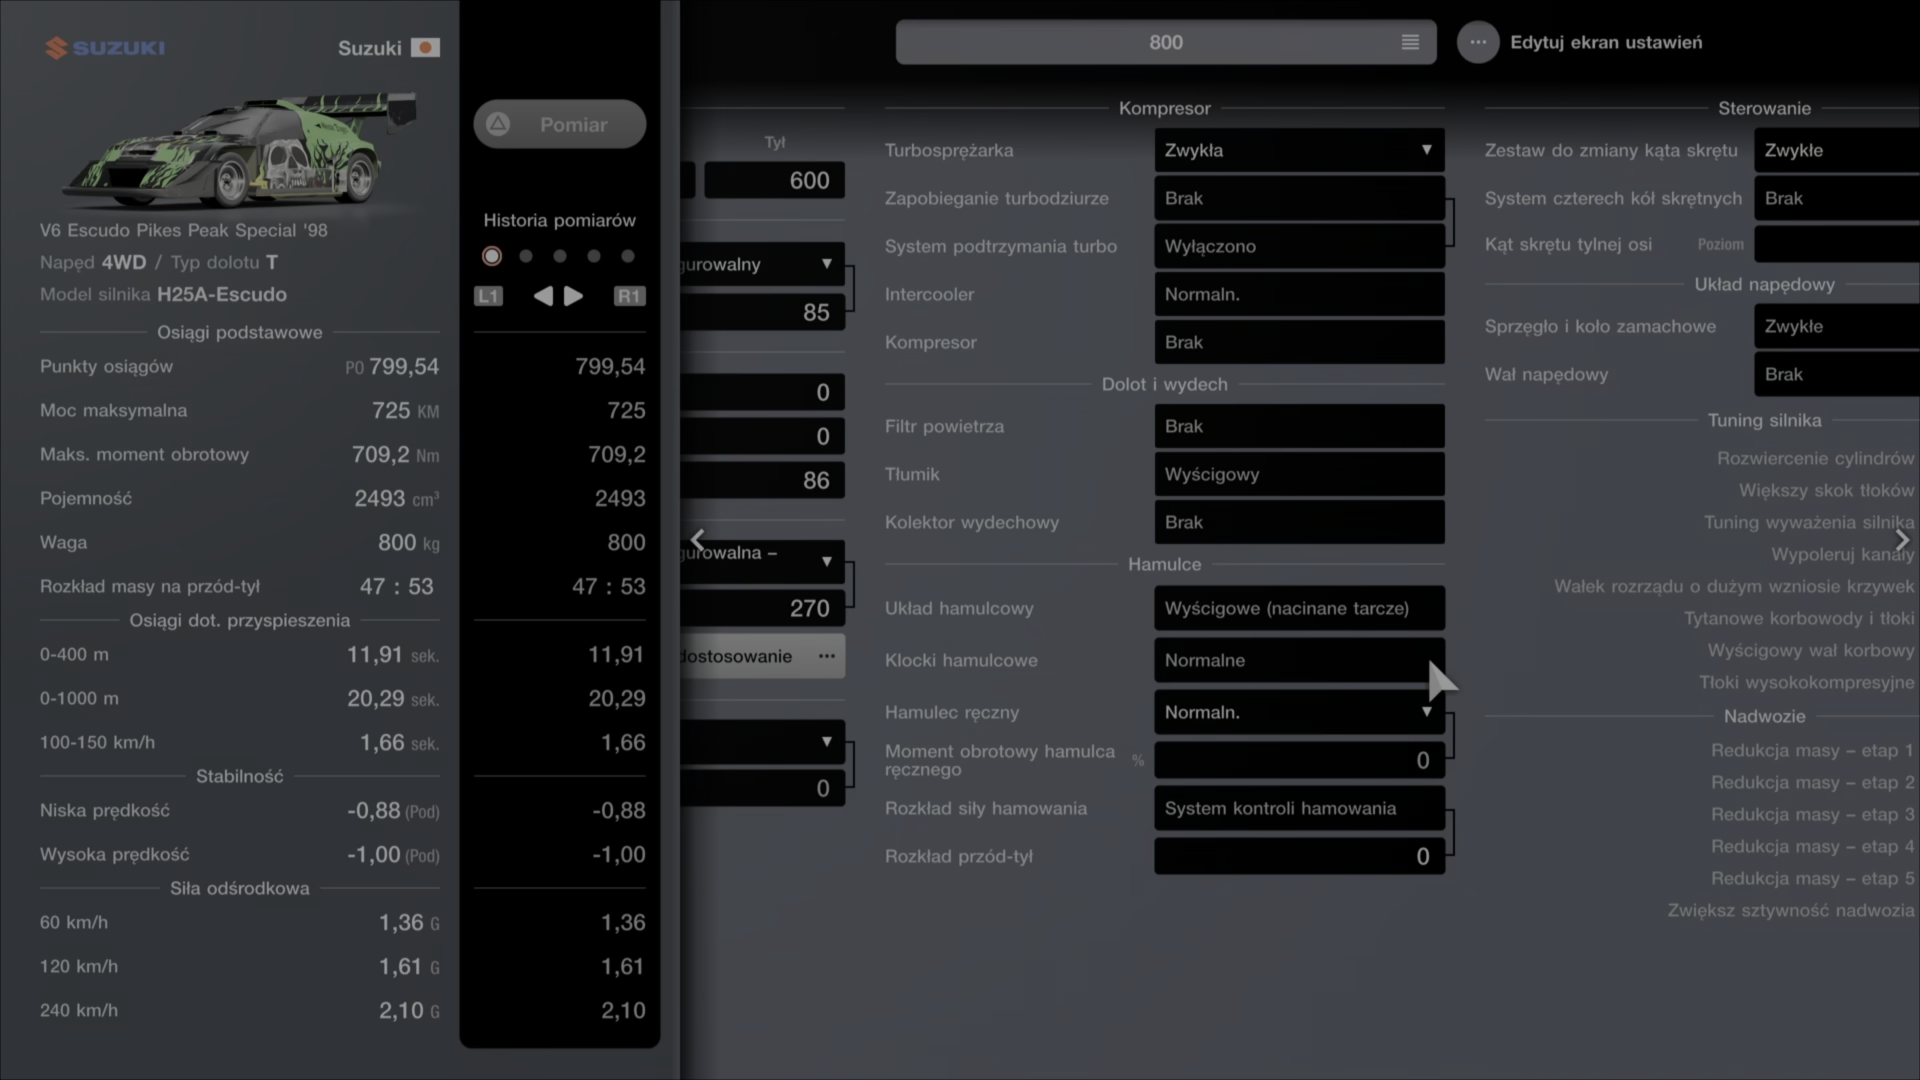 SUZUKI
Suzuki
V6 Escudo Pikes Peak Special '98
Napęd 4WD / Typ dolotu T
Model silnika H25A-Escudo
Osiągi podstawowe
Punkty osiągów PO 799,54
Moc maksymalna 725 KM
Maks. moment obrotowy 709,2 Nm
Pojemność 2493 cm³
Waga 800 kg
Rozkład masy na przód-tył 47 : 53
Osiągi dot. przyspieszenia
0-400 m 11,91 sek.
0-1000 m 20,29 sek.
100-150 km/h 1,66 sek.
Stabilność
Niska prędkość -0,88 (Pod)
Wysoka prędkość -1,00 (Pod)
Siła odśrodkowa
60 km/h 1,36 G
120 km/h 1,61 G
240 km/h 2,10 G
Pomiar
Historia pomiarów
L1 R1
799,54
725
709,2
2493
800
47 : 53
11,91
20,29
1,66
-0,88
-1,00
1,36
1,61
2,10
800
Edytuj ekran ustawień
Tył
600
gurowalny
85
0
0
86
gurowalna –
270
dostosowanie ...
0
Kompresor
Turbosprężarka Zwykła
Zapobieganie turbodziurze Brak
System podtrzymania turbo Wyłączono
Intercooler Normaln.
Kompresor Brak
Dolot i wydech
Filtr powietrza Brak
Tłumik Wyścigowy
Kolektor wydechowy Brak
Hamulce
Układ hamulcowy Wyścigowe (nacinane tarcze)
Klocki hamulcowe Normalne
Hamulec ręczny Normaln.
Moment obrotowy hamulca
ręcznego % 0
Rozkład siły hamowania System kontroli hamowania
Rozkład przód-tył 0
Sterowanie
Zestaw do zmiany kąta skrętu Zwykłe
System czterech kół skrętnych Brak
Kąt skrętu tylnej osi Poziom
Układ napędowy
Sprzęgło i koło zamachowe Zwykłe
Wał napędowy Brak
Tuning silnika
Rozwiercenie cylindrów
Większy skok tłoków
Tuning wyważenia silnika
Wypoleruj kanały
Wałek rozrządu o dużym wzniosie krzywek
Tytanowe korbowody i tłoki
Wyścigowy wał korbowy
Tłoki wysokokompresyjne
Nadwozie
Redukcja masy – etap 1
Redukcja masy – etap 2
Redukcja masy – etap 3
Redukcja masy – etap 4
Redukcja masy – etap 5
Zwiększ sztywność nadwozia